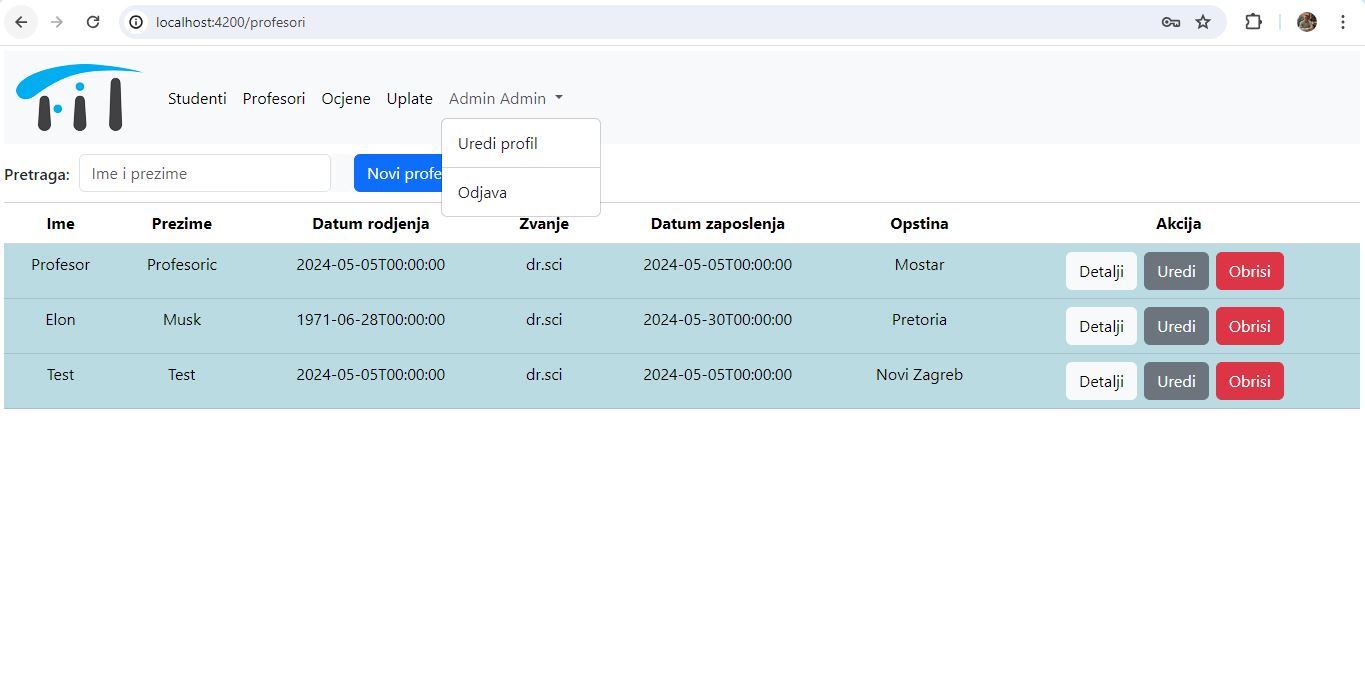 localhost:4200/profesori
Studenti Profesori Ocjene Uplate Admin Admin
Uredi profil
Odjava
Pretraga: Ime i prezime Novi profe
Ime Prezime Datum rodjenja Zvanje Datum zaposlenja Opstina Akcija
Profesor Profesoric 2024-05-05T00:00:00 dr.sci 2024-05-05T00:00:00 Mostar Detalji Uredi Obrisi
Elon Musk 1971-06-28T00:00:00 dr.sci 2024-05-30T00:00:00 Pretoria Detalji Uredi Obrisi
Test Test 2024-05-05T00:00:00 dr.sci 2024-05-05T00:00:00 Novi Zagreb Detalji Uredi Obrisi